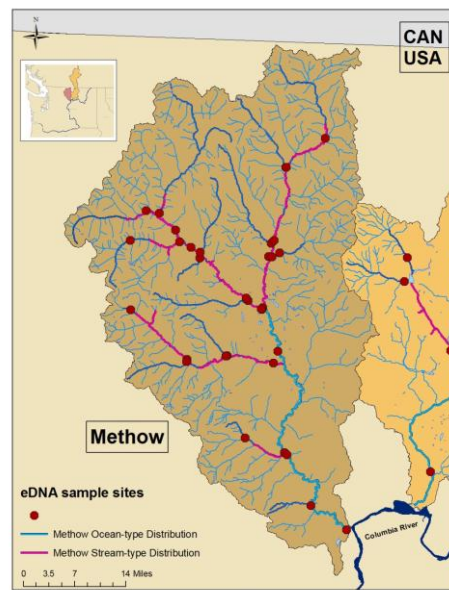 CAN
USA
Methow
eDNA sample sites
Methow Ocean-type Distribution
Methow Stream-type Distribution
0 3.5 7 14 Miles
Columbia River